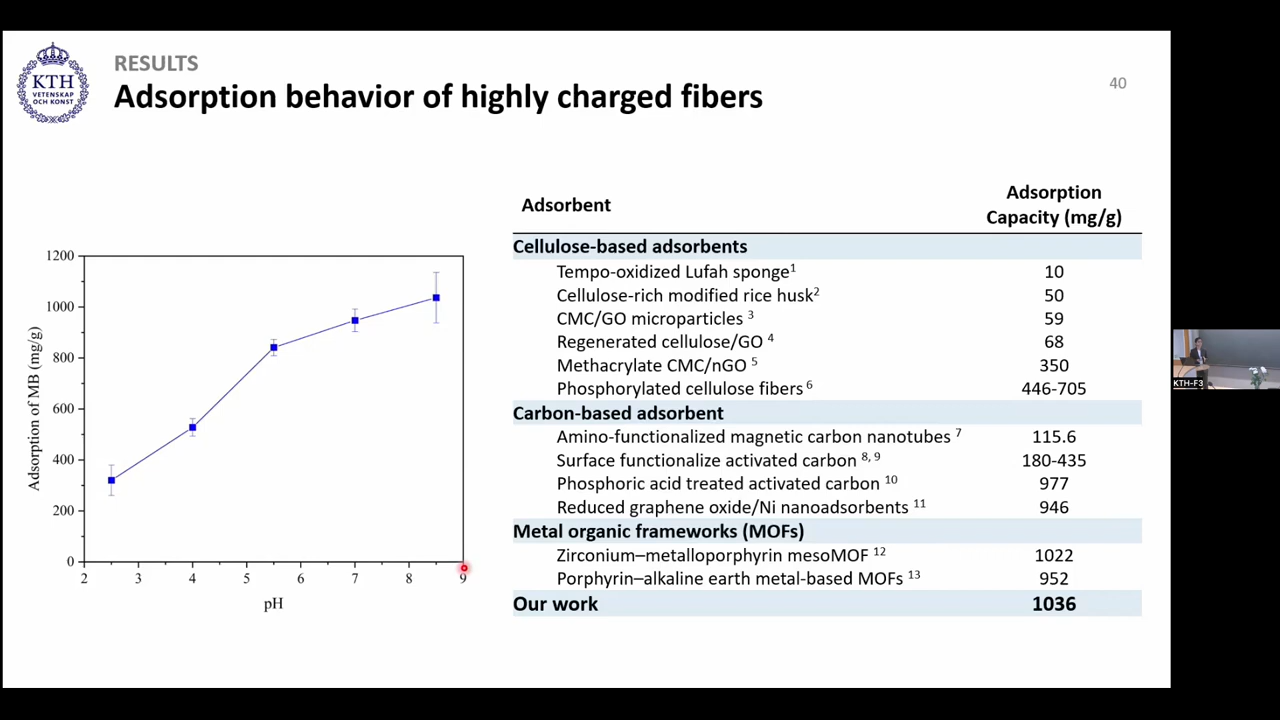 KTH
VETENSKAP
OCH KONST
RESULTS
Adsorption behavior of highly charged fibers
40
Adsorption of MB (mg/g)
1200
1000
800
600
400
200
0
2 3 4 5 6 7 8 9
pH
Adsorbent Adsorption Capacity (mg/g)
Cellulose-based adsorbents
Tempo-oxidized Lufah sponge1 10
Cellulose-rich modified rice husk2 50
CMC/GO microparticles 3 59
Regenerated cellulose/GO 4 68
Methacrylate CMC/nGO 5 350
Phosphorylated cellulose fibers 6 446-705
Carbon-based adsorbent
Amino-functionalized magnetic carbon nanotubes 7 115.6
Surface functionalize activated carbon 8, 9 180-435
Phosphoric acid treated activated carbon 10 977
Reduced graphene oxide/Ni nanoadsorbents 11 946
Metal organic frameworks (MOFs)
Zirconium–metalloporphyrin mesoMOF 12 1022
Porphyrin–alkaline earth metal-based MOFs 13 952
Our work 1036
KTH-F3